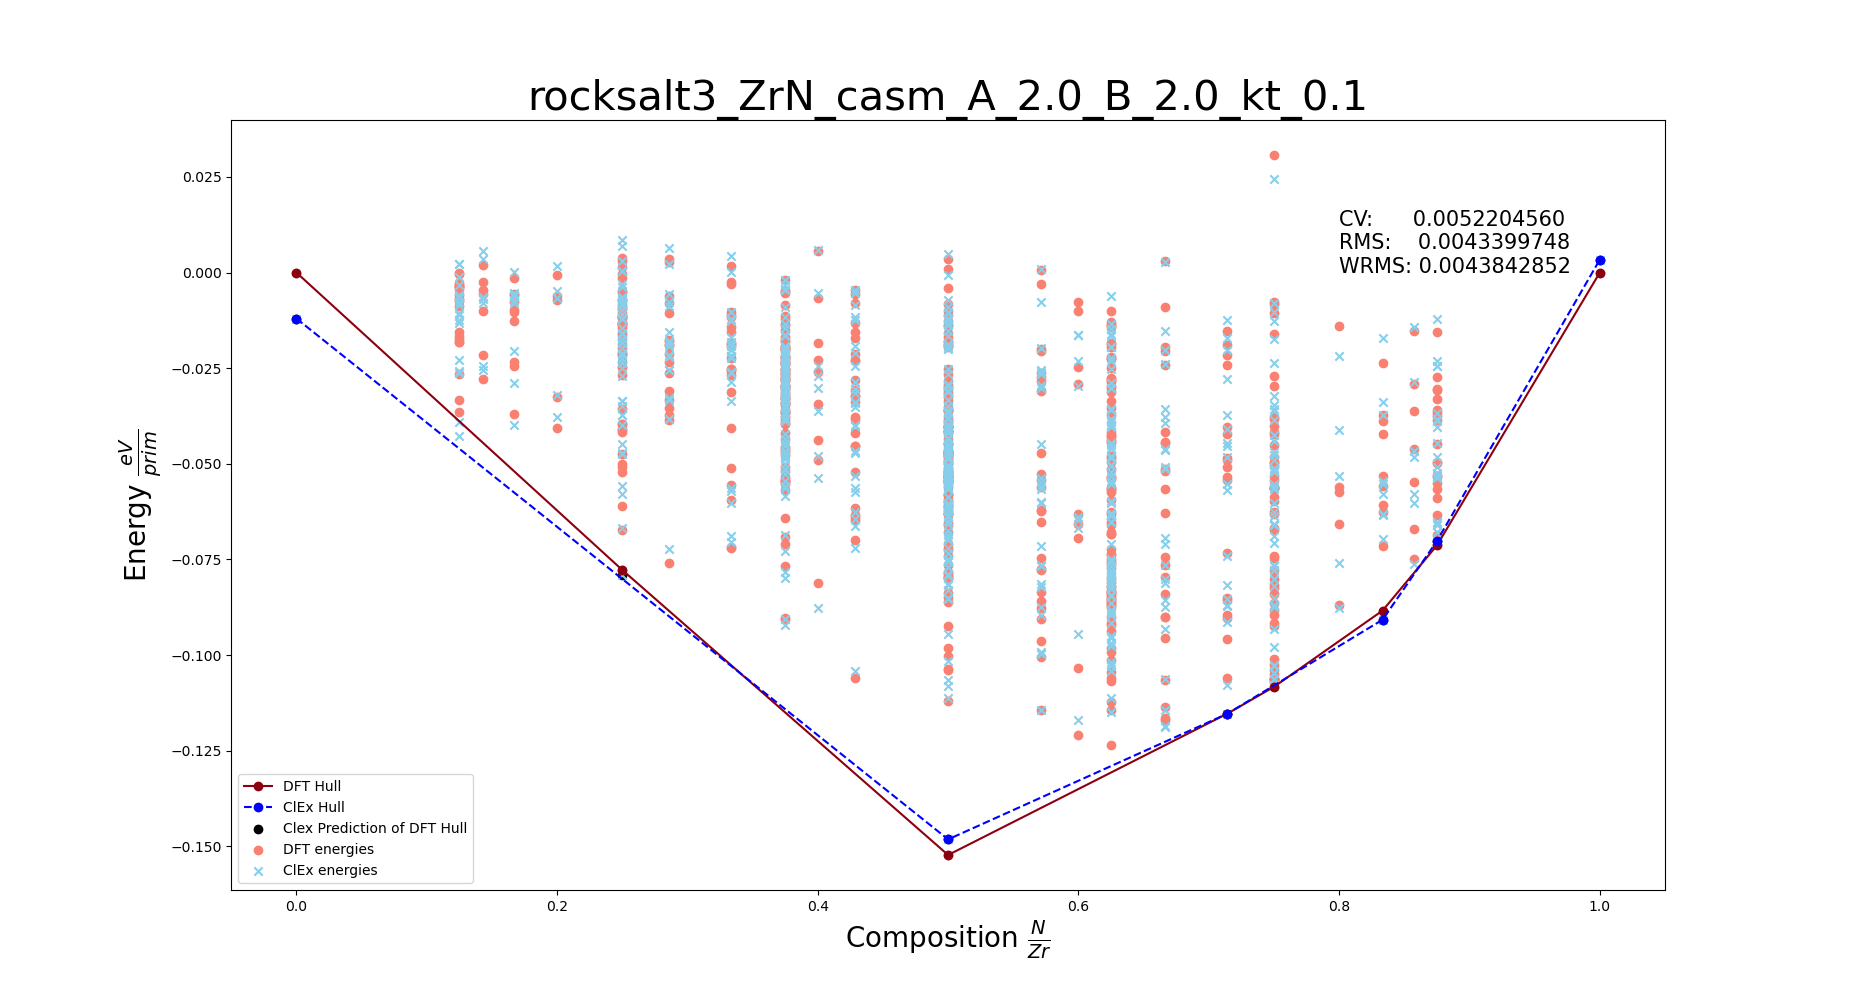 rocksalt3_ZrN_casm_A_2.0_B_2.0_kt_0.1
CV: 0.0052204560
RMS: 0.0043399748
WRMS: 0.0043842852
0.025
0.000
−0.025
−0.050
−0.075
−0.100
−0.125
−0.150
Energy eV/prim
DFT Hull
ClEx Hull
Clex Prediction of DFT Hull
DFT energies
ClEx energies
0.0 0.2 0.4 0.6 0.8 1.0
Composition N/Zr